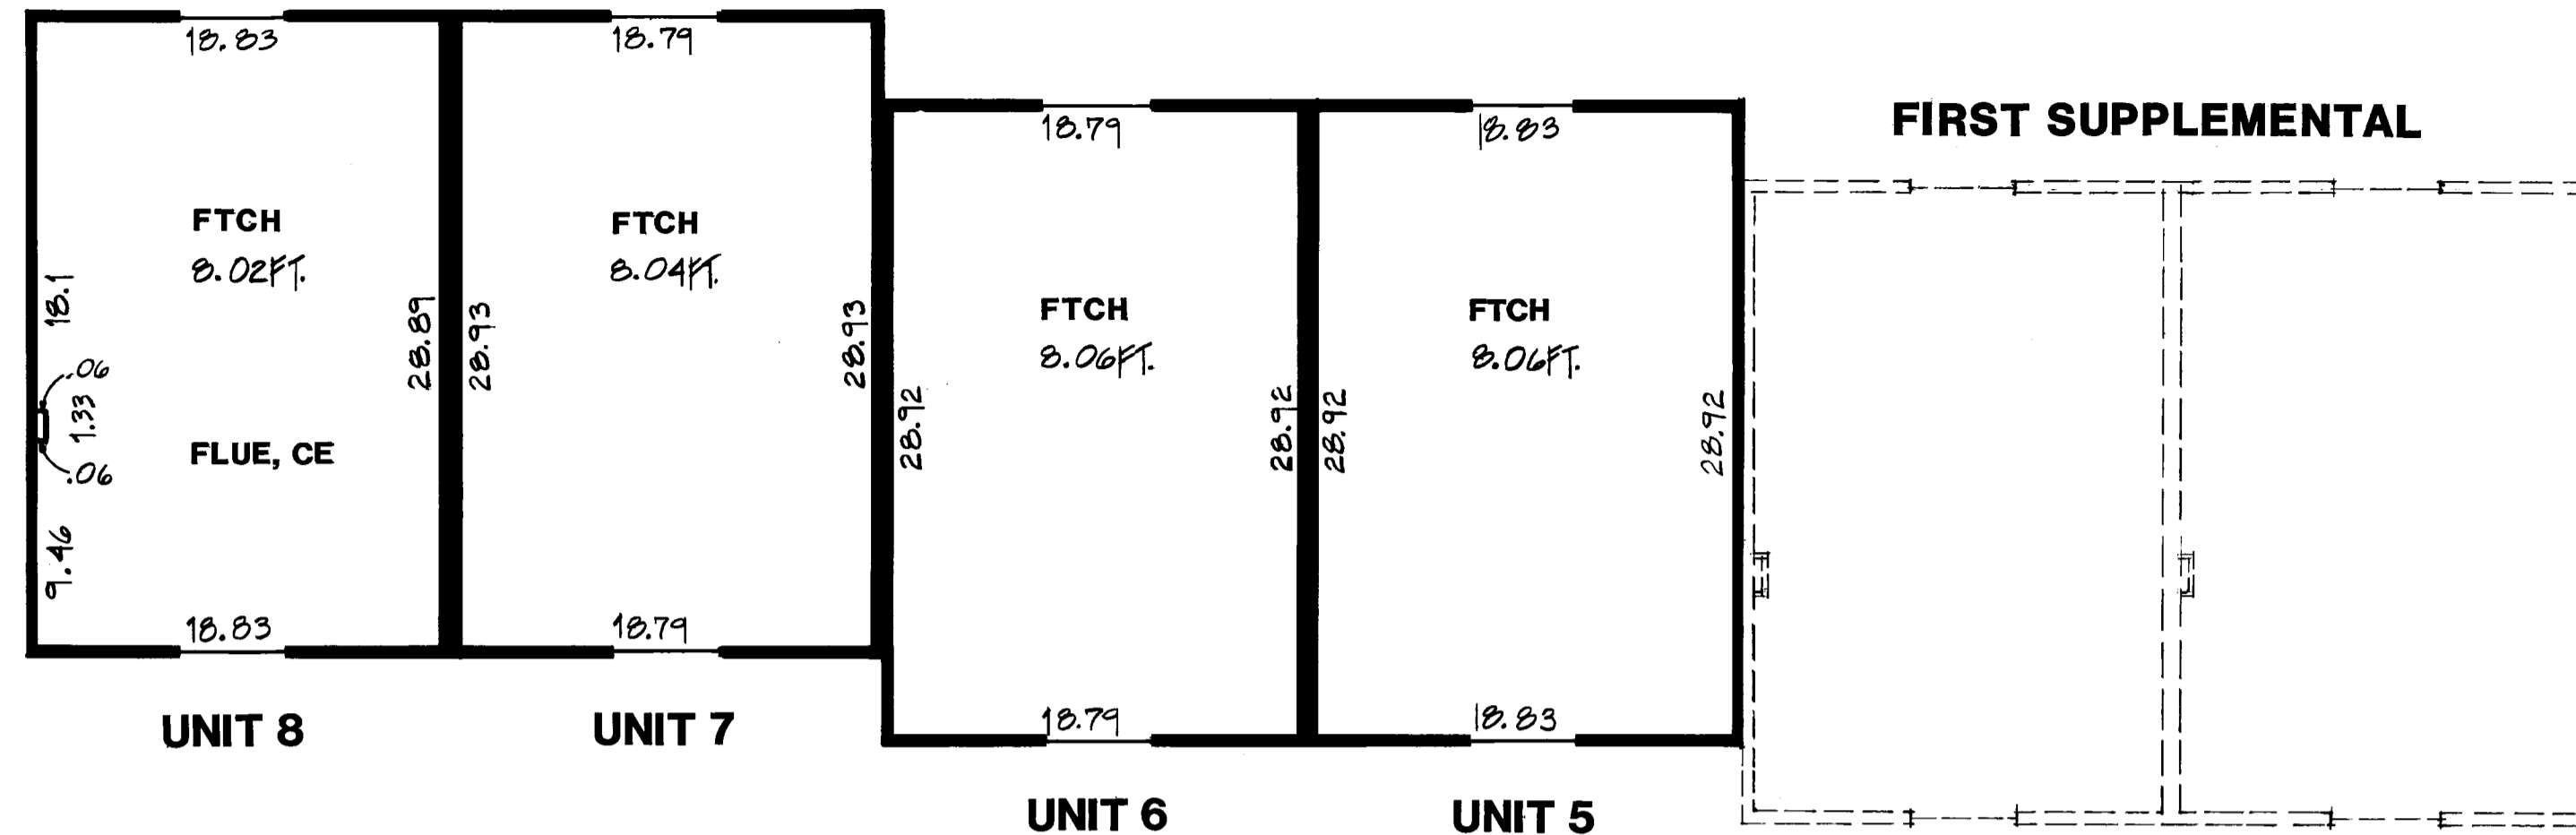 18.83
FTCH
8.02FT.
18.1
.06
1.33
.06
FLUE, CE
9.46
28.89
18.83
UNIT 8
18.79
FTCH
8.04FT.
28.93
28.93
18.79
UNIT 7
18.79
FTCH
8.06FT.
28.92
28.92
18.79
UNIT 6
18.83
FTCH
8.06FT.
28.92
28.92
18.83
UNIT 5
FIRST SUPPLEMENTAL